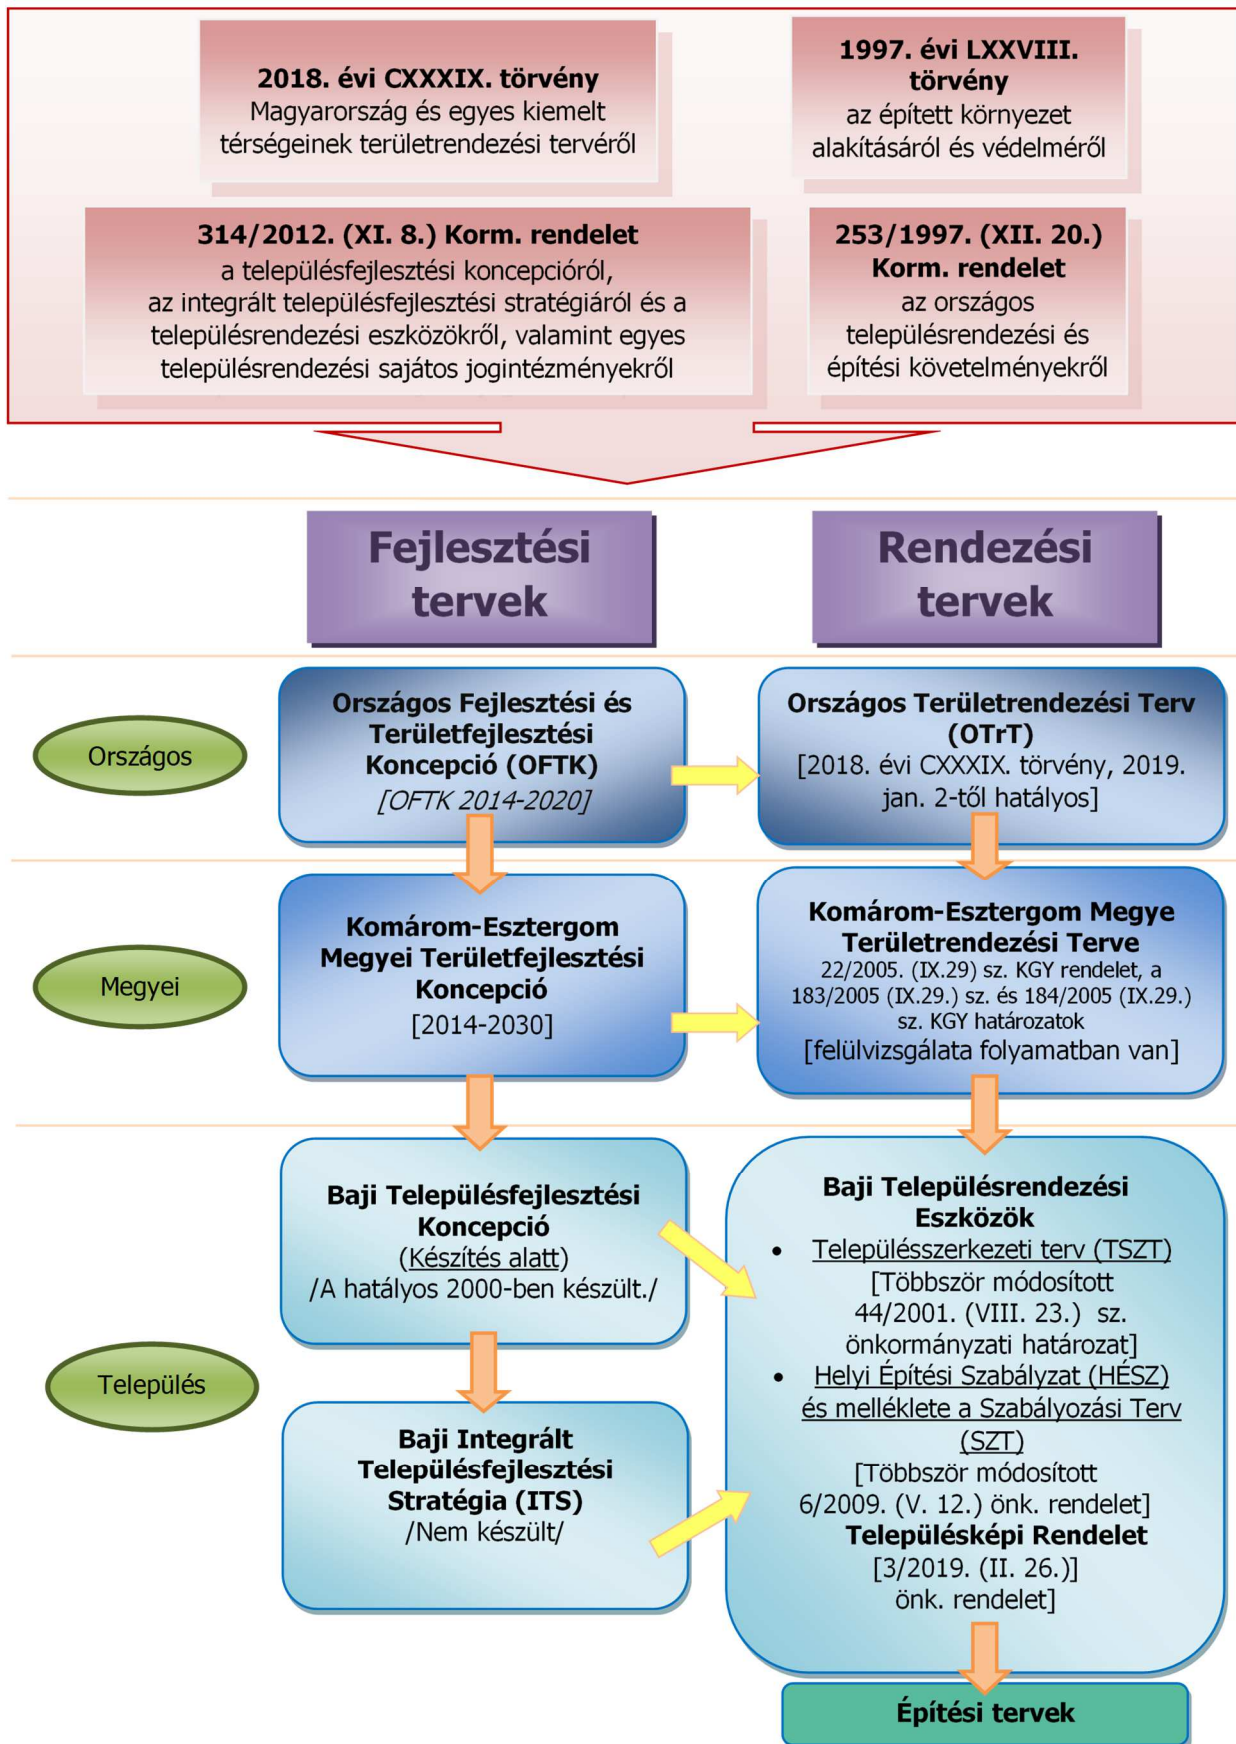 2018. évi CXXXIX. törvény
Magyarország és egyes kiemelt
térségeinek területrendezési tervéről
1997. évi LXXVIII.
törvény
az épített környezet
alakításáról és védelméről
314/2012. (XI. 8.) Korm. rendelet
a településfejlesztési koncepcióról,
az integrált településfejlesztési stratégiáról és a
településrendezési eszközökről, valamint egyes
településrendezési sajátos jogintézményekről
253/1997. (XII. 20.)
Korm. rendelet
az országos
településrendezési és
építési követelményekről
Fejlesztési
tervek
Rendezési
tervek
Országos
Országos Fejlesztési és
Területfejlesztési
Koncepció (OFTK)
[OFTK 2014-2020]
Országos Területrendezési Terv
(OTrT)
[2018. évi CXXXIX. törvény, 2019.
jan. 2-től hatályos]
Megyei
Komárom-Esztergom
Megyei Területfejlesztési
Koncepció
[2014-2030]
Komárom-Esztergom Megye
Területrendezési Terve
22/2005. (IX.29) sz. KGY rendelet, a
183/2005 (IX.29.) sz. és 184/2005 (IX.29.)
sz. KGY határozatok
[felülvizsgálata folyamatban van]
Település
Baji Településfejlesztési
Koncepció
(Készítés alatt)
/A hatályos 2000-ben készült./
Baji Integrált
Településfejlesztési
Stratégia (ITS)
/Nem készült/
Baji Településrendezési
Eszközök
• Településszerkezeti terv (TSZT)
[Többször módosított
44/2001. (VIII. 23.) sz.
önkormányzati határozat]
• Helyi Építési Szabályzat (HÉSZ)
és melléklete a Szabályozási Terv
(SZT)
[Többször módosított
6/2009. (V. 12.) önk. rendelet]
Településképi Rendelet
[3/2019. (II. 26.)]
önk. rendelet]
Építési tervek